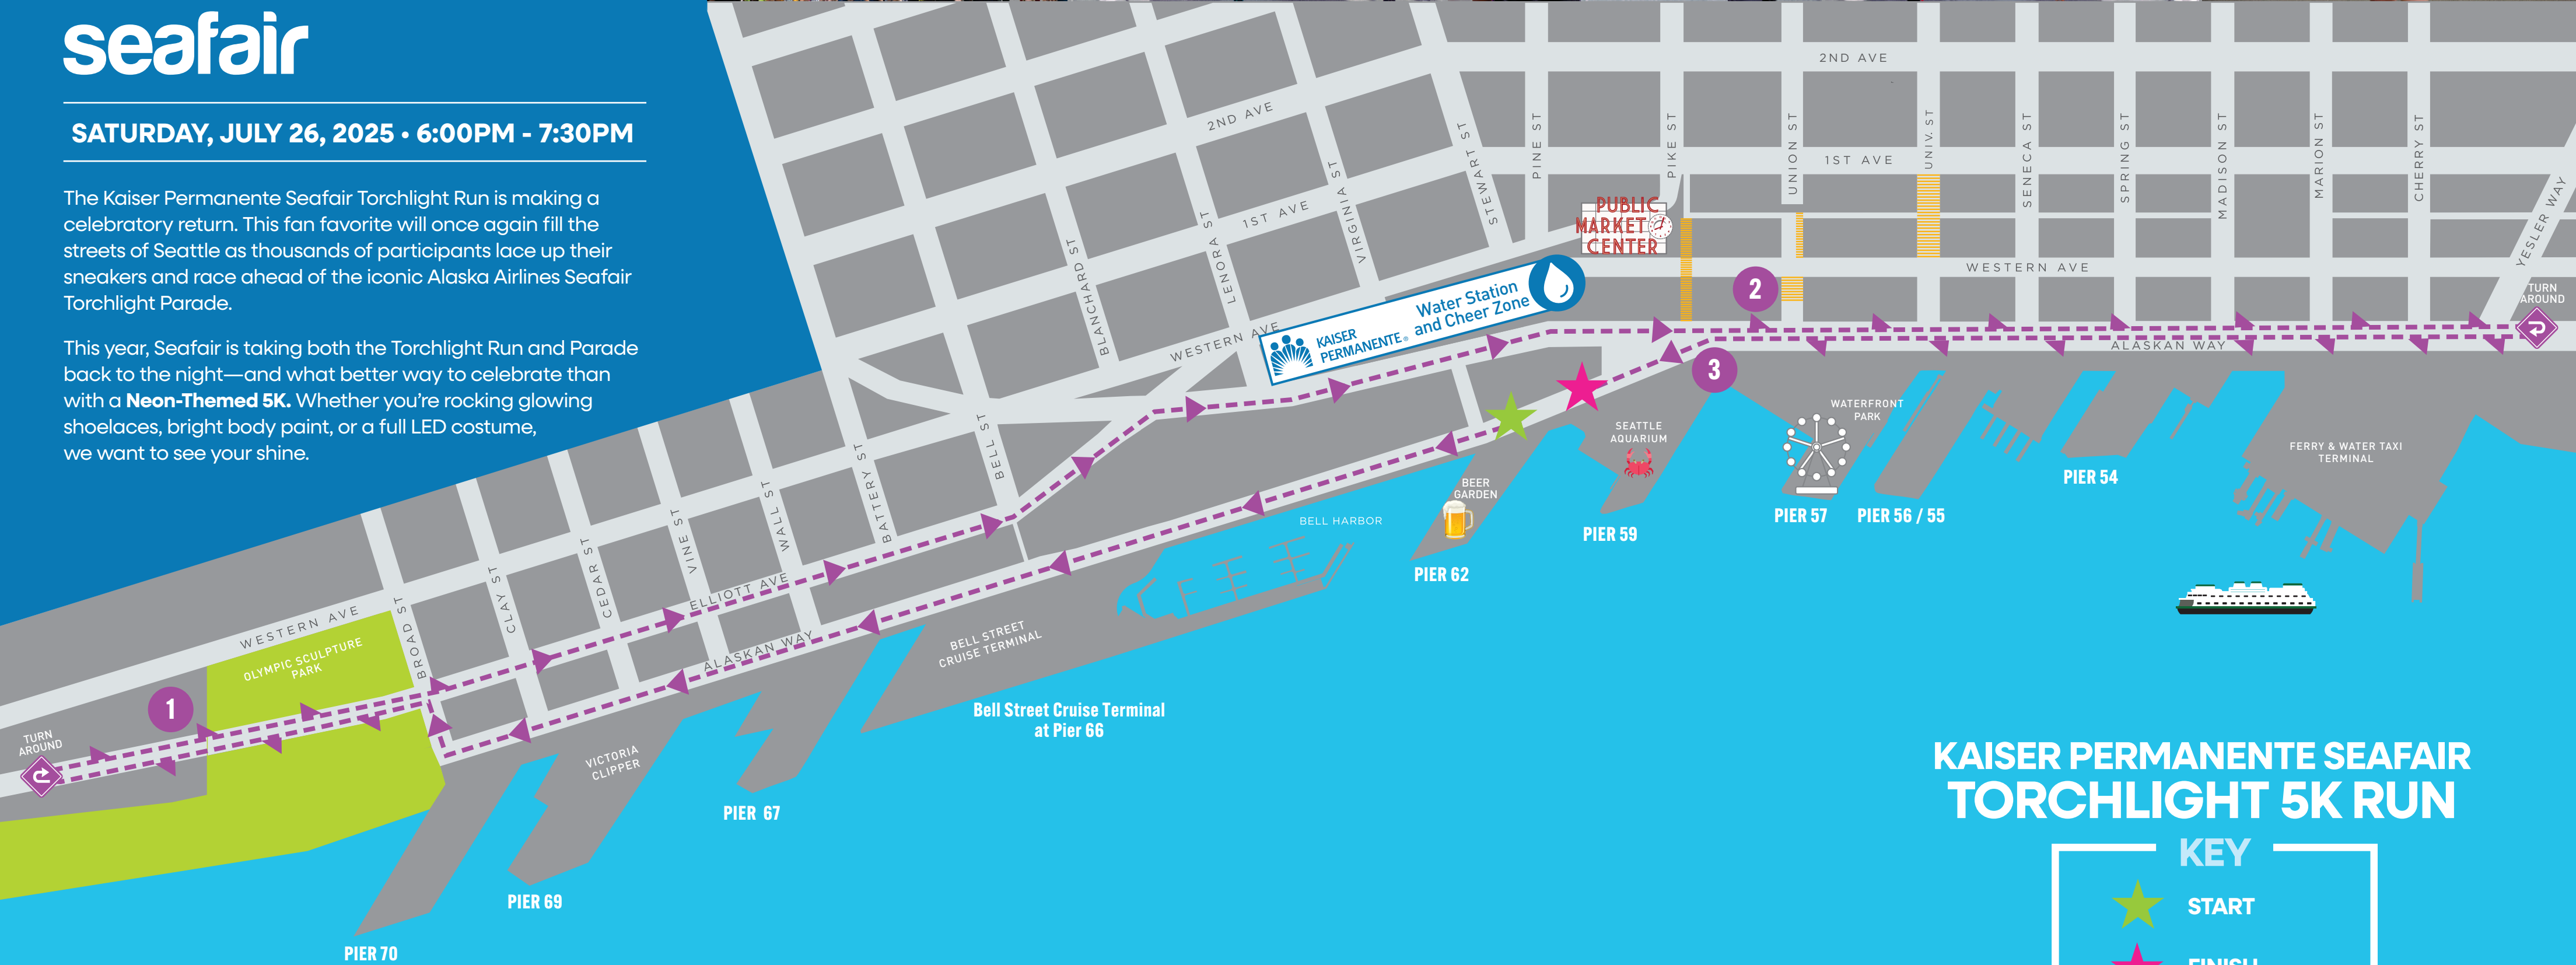 seafair
SATURDAY, JULY 26, 2025 • 6:00PM - 7:30PM
The Kaiser Permanente Seafair Torchlight Run is making a
celebratory return. This fan favorite will once again fill the
streets of Seattle as thousands of participants lace up their
sneakers and race ahead of the iconic Alaska Airlines Seafair
Torchlight Parade.
This year, Seafair is taking both the Torchlight Run and Parade
back to the night—and what better way to celebrate than
with a Neon-Themed 5K. Whether you're rocking glowing
shoelaces, bright body paint, or a full LED costume,
we want to see your shine.
2ND AVE
2ND AVE
1ST AVE
1ST AVE
WESTERN AVE
WESTERN AVE
WESTERN AVE
ELLIOTT AVE
ALASKAN WAY
ALASKAN WAY
BROAD ST
CLAY ST
CEDAR ST
VINE ST
WALL ST
BATTERY ST
BELL ST
BLANCHARD ST
LENORA ST
VIRGINIA ST
STEWART ST
PINE ST
PIKE ST
UNION ST
UNIV. ST
SENECA ST
SPRING ST
MADISON ST
MARION ST
CHERRY ST
YESLER WAY
PUBLIC
MARKET
CENTER
KAISER
PERMANENTE®
Water Station
and Cheer Zone
1
2
3
TURN
AROUND
TURN
AROUND
OLYMPIC SCULPTURE
PARK
VICTORIA
CLIPPER
BELL STREET
CRUISE TERMINAL
BELL HARBOR
BEER
GARDEN
SEATTLE
AQUARIUM
WATERFRONT
PARK
FERRY & WATER TAXI
TERMINAL
PIER 70
PIER 69
PIER 67
Bell Street Cruise Terminal
at Pier 66
PIER 62
PIER 59
PIER 57
PIER 56 / 55
PIER 54
KAISER PERMANENTE SEAFAIR
TORCHLIGHT 5K RUN
KEY
START
FINISH